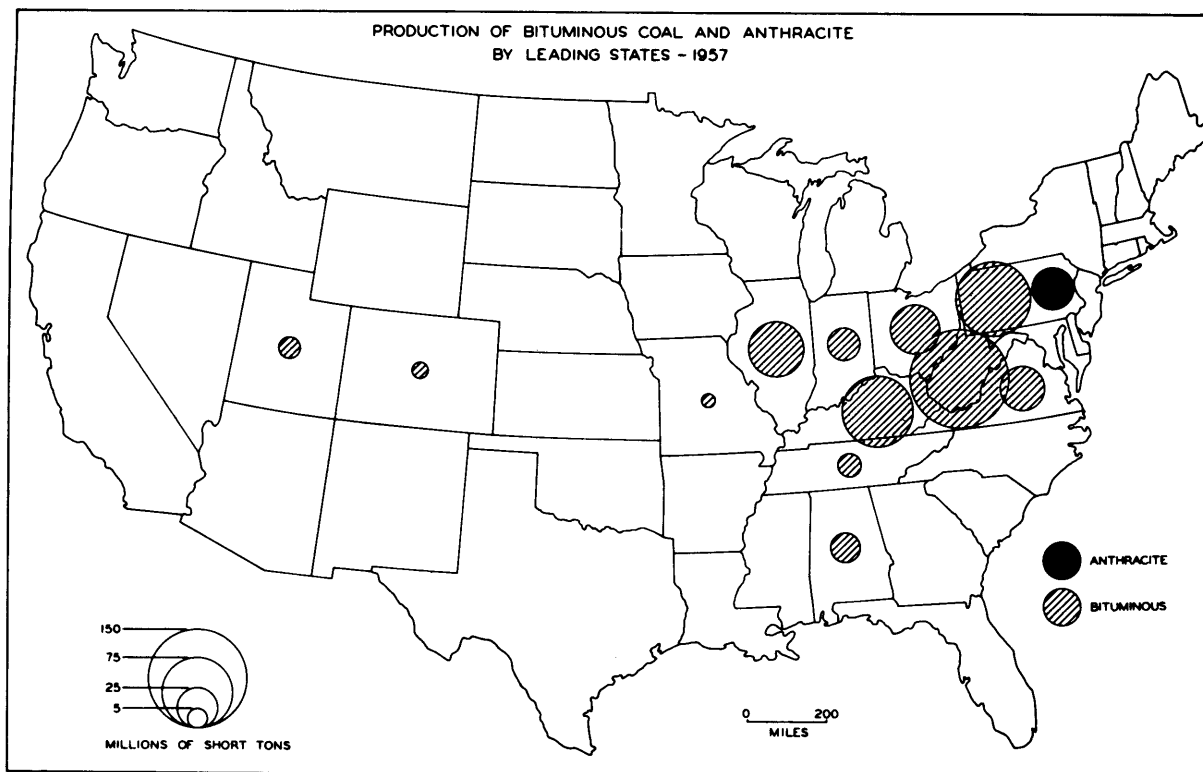 PRODUCTION OF BITUMINOUS COAL AND ANTHRACITE
BY LEADING STATES - 1957
ANTHRACITE
BITUMINOUS
150
75
25
5
MILLIONS OF SHORT TONS
0 200
MILES